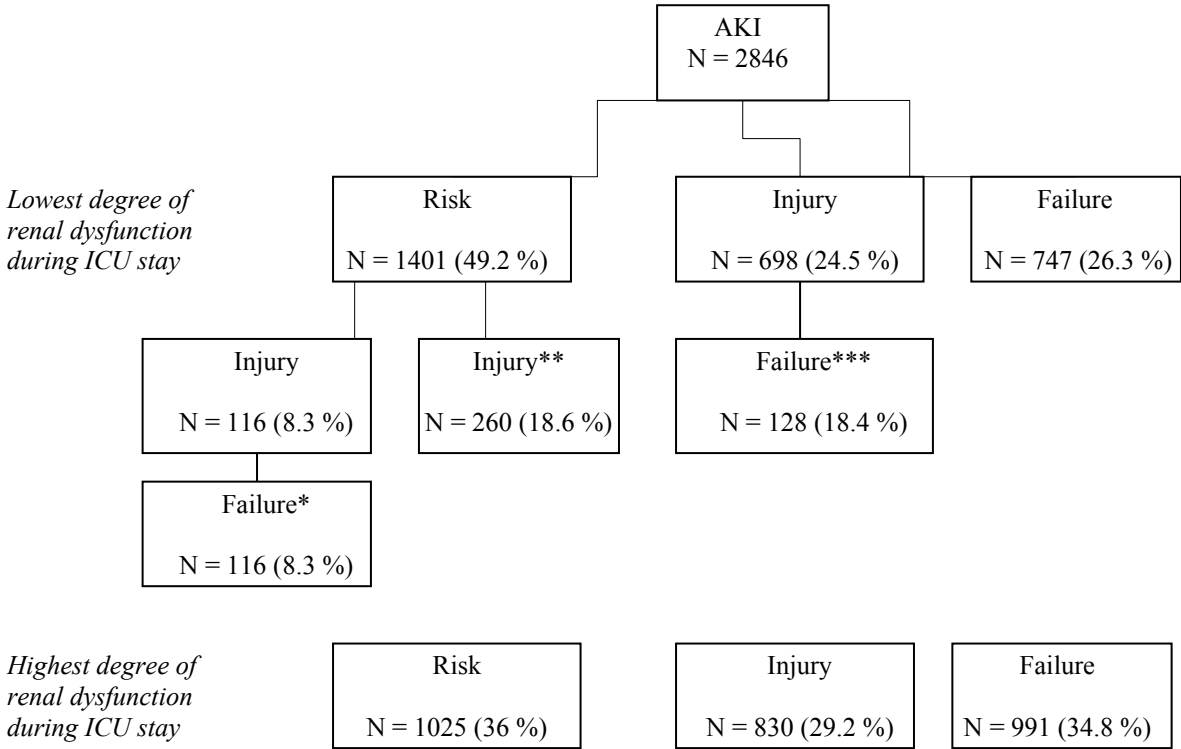 AKI
N = 2846
Lowest degree of
renal dysfunction
during ICU stay
Risk
N = 1401 (49.2 %)
Injury
N = 698 (24.5 %)
Failure
N = 747 (26.3 %)
Injury
N = 116 (8.3 %)
Injury**
N = 260 (18.6 %)
Failure***
N = 128 (18.4 %)
Failure*
N = 116 (8.3 %)
Highest degree of
renal dysfunction
during ICU stay
Risk
N = 1025 (36 %)
Injury
N = 830 (29.2 %)
Failure
N = 991 (34.8 %)